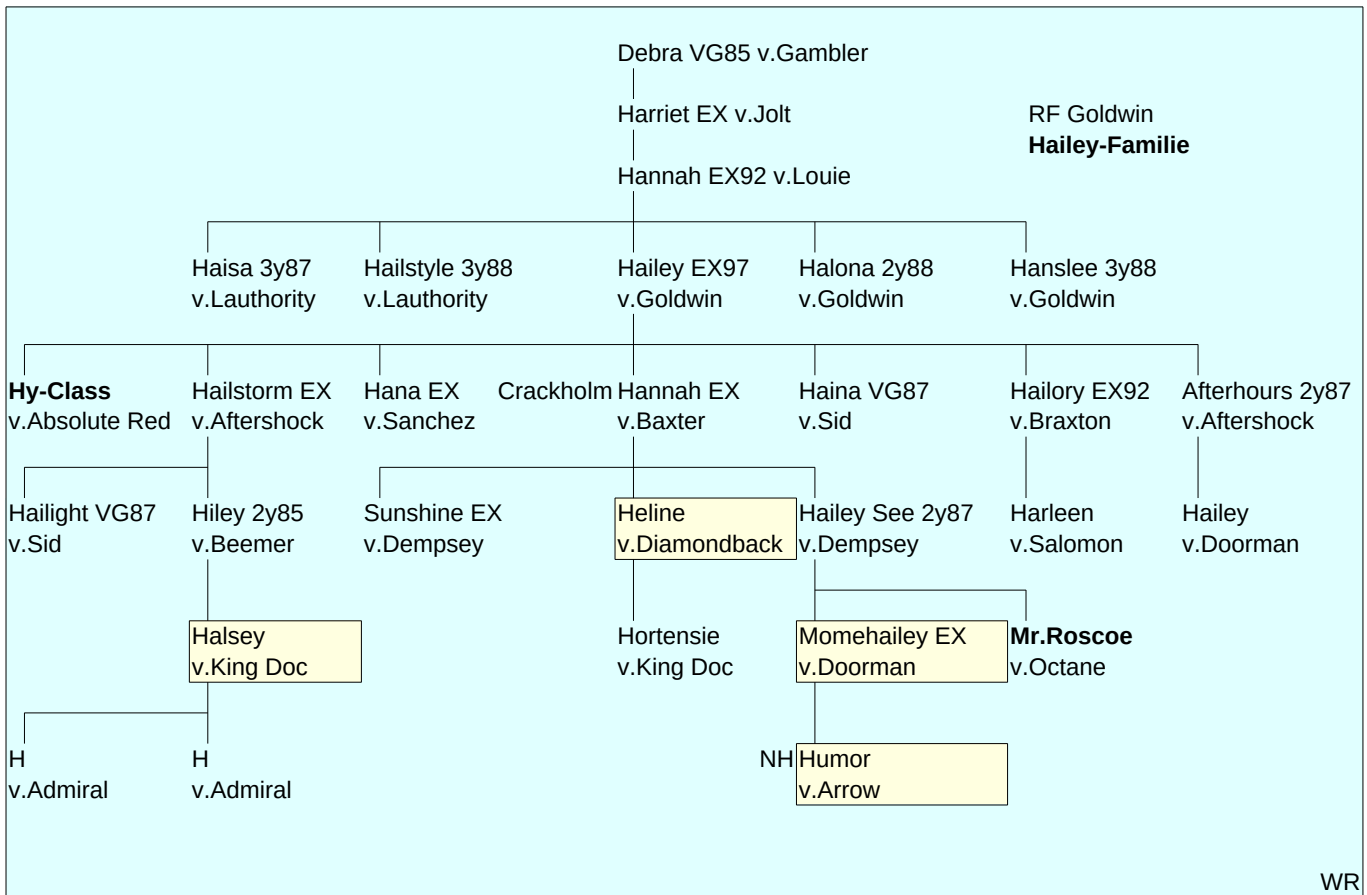 Debra VG85 v.Gambler
Harriet EX v.Jolt
RF Goldwin
Hailey-Familie
Hannah EX92 v.Louie
Haisa 3y87
v.Lauthority
Hailstyle 3y88
v.Lauthority
Hailey EX97
v.Goldwin
Halona 2y88
v.Goldwin
Hanslee 3y88
v.Goldwin
Hy-Class
v.Absolute Red
Hailstorm EX
v.Aftershock
Hana EX
v.Sanchez
Crackholm
Hannah EX
v.Baxter
Haina VG87
v.Sid
Hailory EX92
v.Braxton
Afterhours 2y87
v.Aftershock
Hailight VG87
v.Sid
Hiley 2y85
v.Beemer
Sunshine EX
v.Dempsey
Heline
v.Diamondback
Hailey See 2y87
v.Dempsey
Harleen
v.Salomon
Hailey
v.Doorman
Halsey
v.King Doc
Hortensie
v.King Doc
Momehailey EX
v.Doorman
Mr.Roscoe
v.Octane
H
v.Admiral
H
v.Admiral
NH
Humor
v.Arrow
WR